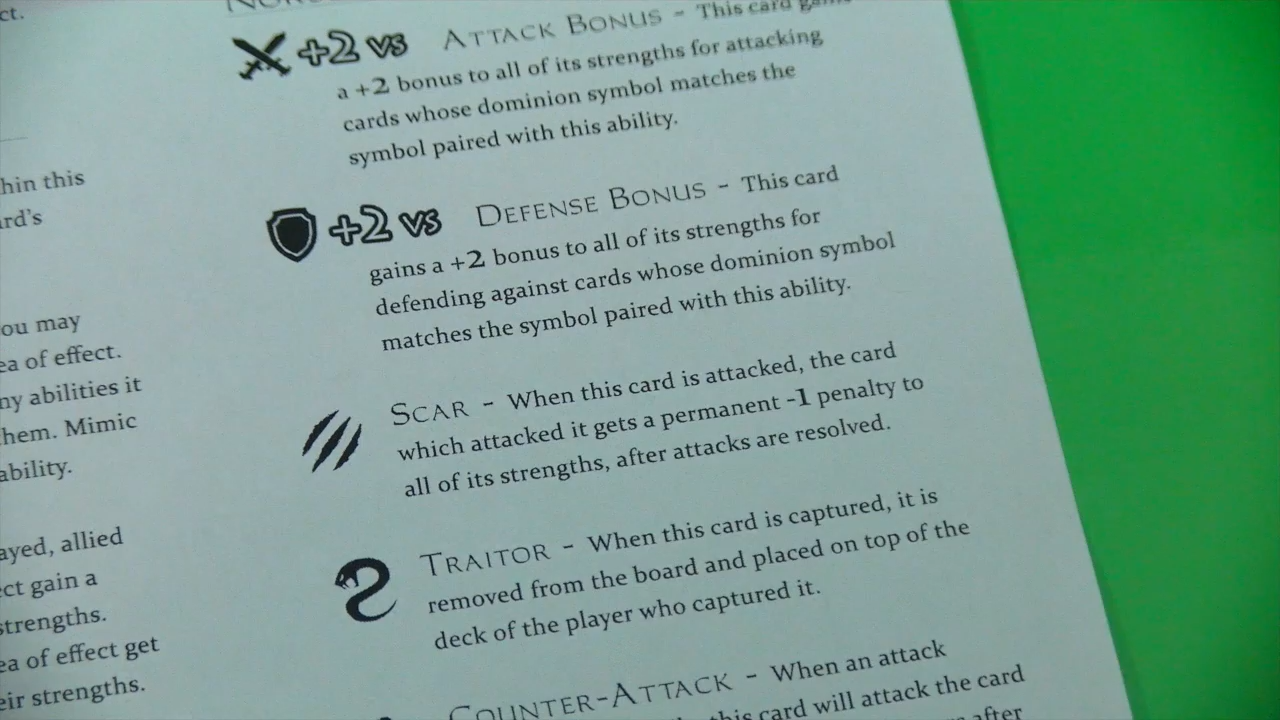 ct.
hin this
rd's
ou may
ea of effect.
ny abilities it
hem. Mimic
ability.
ayed, allied
ct gain a
strengths.
ea of effect get
eir strengths.
+2 vs ATTACK BONUS - This card
a +2 bonus to all of its strengths for attacking
cards whose dominion symbol matches the
symbol paired with this ability.
+2 vs DEFENSE BONUS - This card
gains a +2 bonus to all of its strengths for
defending against cards whose dominion symbol
matches the symbol paired with this ability.
SCAR - When this card is attacked, the card
which attacked it gets a permanent -1 penalty to
all of its strengths, after attacks are resolved.
TRAITOR - When this card is captured, it is
removed from the board and placed on top of the
deck of the player who captured it.
COUNTER-ATTACK - When an attack
this card will attack the card
after